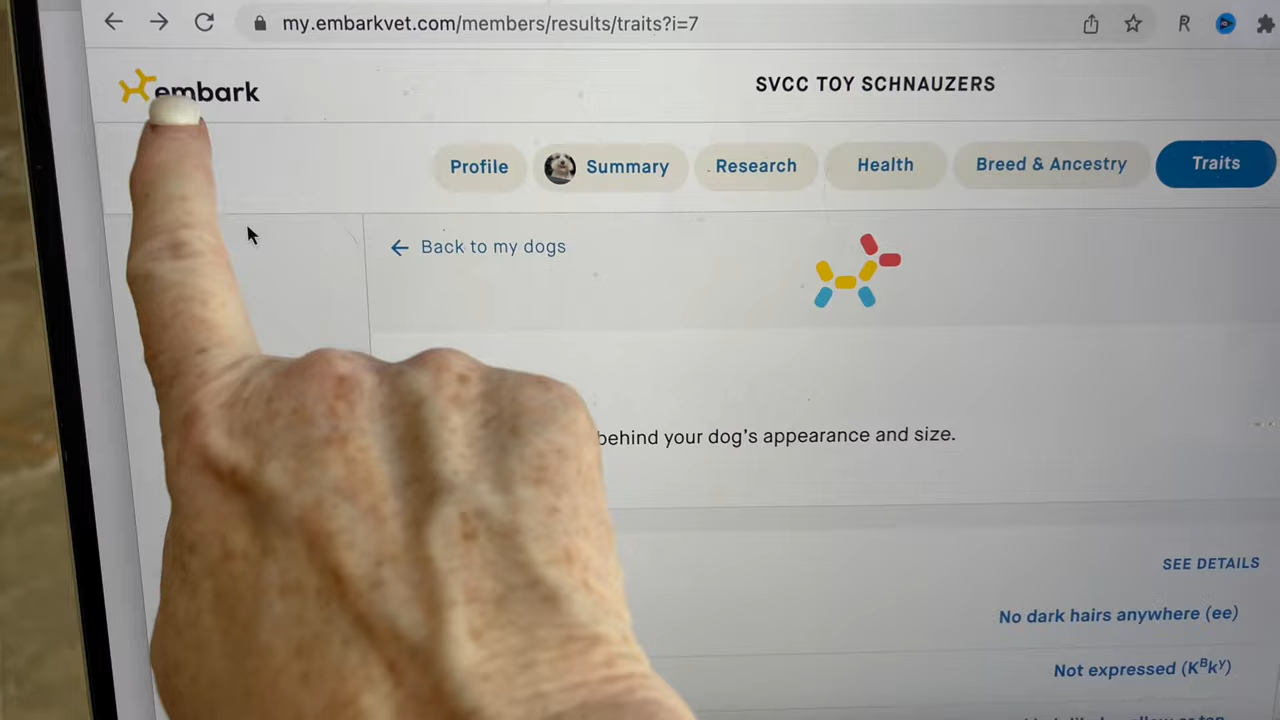 my.embarkvet.com/members/results/traits?i=7
embark
SVCC TOY SCHNAUZERS
Profile
Summary
Research
Health
Breed & Ancestry
Traits
← Back to my dogs
behind your dog's appearance and size.
SEE DETAILS
No dark hairs anywhere (ee)
Not expressed (Kᴮkʸ)